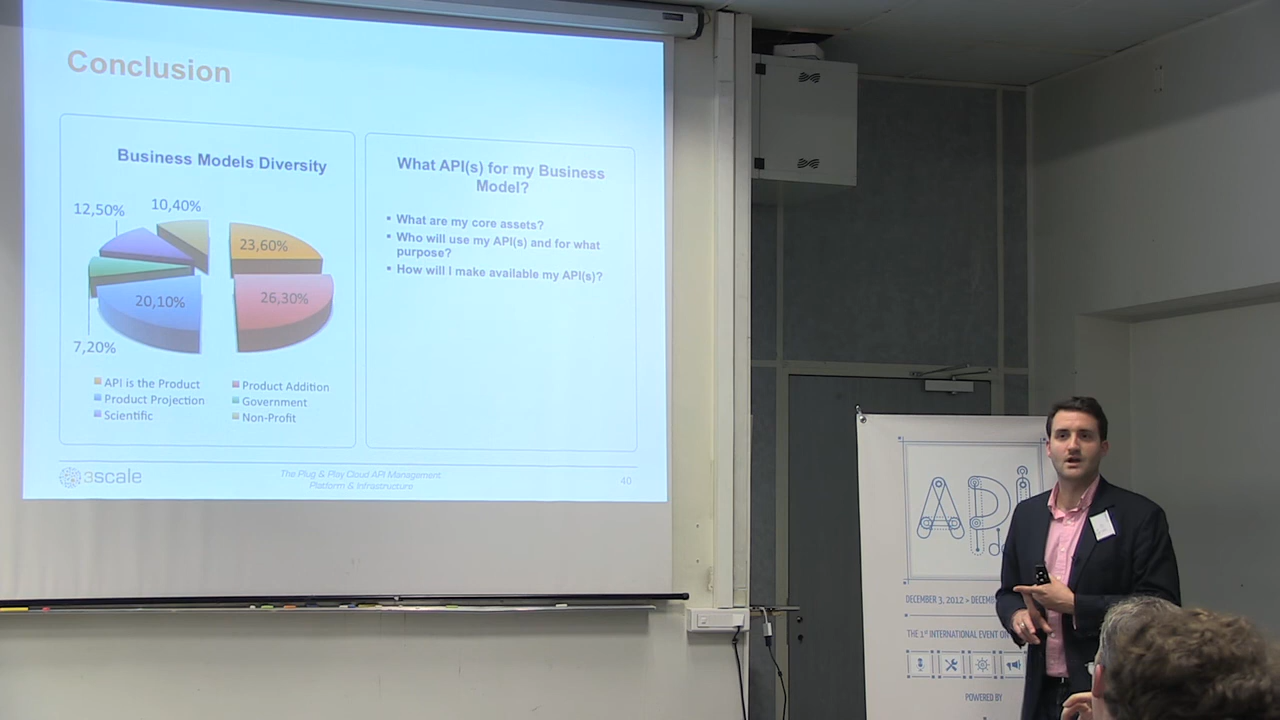 Conclusion
Business Models Diversity
12,50%
10,40%
23,60%
20,10%
26,30%
7,20%
API is the Product
Product Addition
Product Projection
Government
Scientific
Non-Profit
What API(s) for my Business
Model?
▪ What are my core assets?
▪ Who will use my API(s) and for what
purpose?
▪ How will I make available my API(s)?
3scale
The Plug & Play Cloud API Management
Platform & Infrastructure
40
API
DECEMBER 3, 2012 >
THE 1st INTERNATIONAL EVENT
POWERED BY